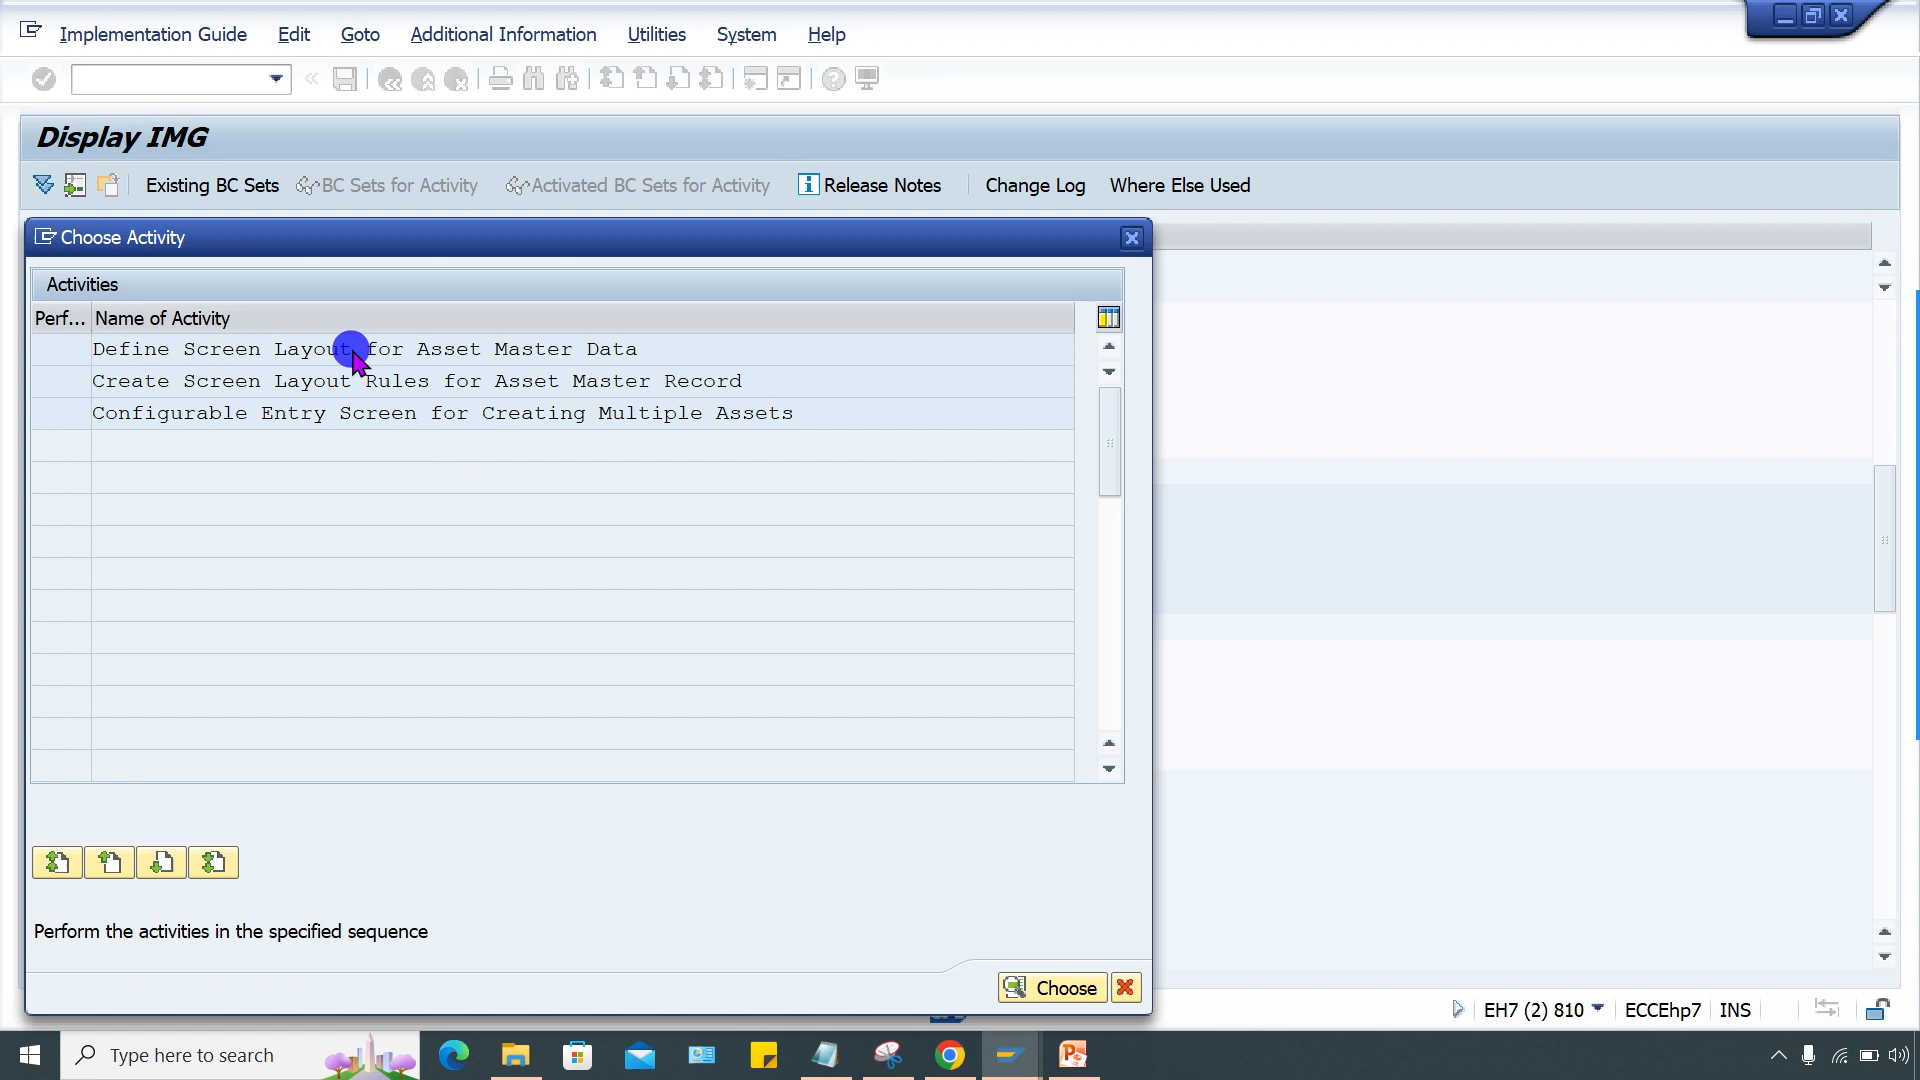 Implementation Guide Edit Goto Additional Information Utilities System Help
Display IMG
Existing BC Sets BC Sets for Activity Activated BC Sets for Activity Release Notes Change Log Where Else Used
Choose Activity
Activities
Perf... Name of Activity
Define Screen Layout for Asset Master Data
Create Screen Layout Rules for Asset Master Record
Configurable Entry Screen for Creating Multiple Assets
Perform the activities in the specified sequence
Choose
EH7 (2) 810 ECCEhp7 INS
Type here to search